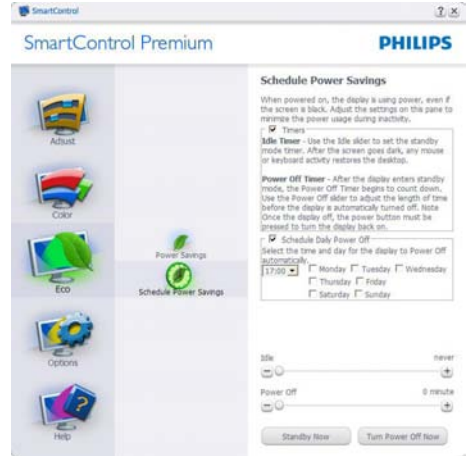 SmartControl
SmartControl Premium
PHILIPS
Adjust
Color
Eco
Options
Help
Power Savings
Schedule Power Savings
Schedule Power Savings
When powered on, the display is using power, even if
the screen is black. Adjust the settings on this pane to
minimize the power usage during inactivity.
Timers
Idle Timer - Use the Idle slider to set the standby
mode timer. After the screen goes dark, any mouse
or keyboard activity restores the desktop.
Power Off Timer - After the display enters standby
mode, the Power Off Timer begins to count down.
Use the Power Off slider to adjust the length of time
before the display is automatically turned off. Note
Once the display off, the power button must be
pressed to turn the display back on.
Schedule Daily Power Off
Select the time and day for the display to Power Off
automatically.
17:00 Monday Tuesday Wednesday
Thursday Friday
Saturday Sunday
Idle never
Power Off 0 minute
Standby Now Turn Power Off Now